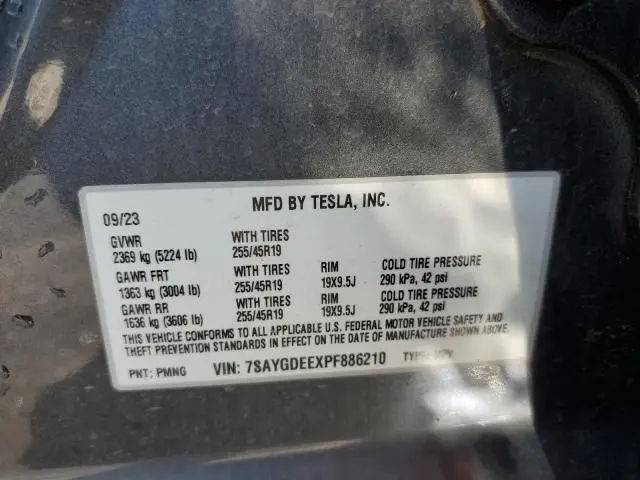 MFD BY TESLA, INC.
09/23
GVWR WITH TIRES
2369 kg (5224 lb) 255/45R19
GAWR FRT WITH TIRES RIM COLD TIRE PRESSURE
1363 kg (3004 lb) 255/45R19 19X9.5J 290 kPa, 42 psi
GAWR RR WITH TIRES RIM COLD TIRE PRESSURE
1636 kg (3606 lb) 255/45R19 19X9.5J 290 kPa, 42 psi
THIS VEHICLE CONFORMS TO ALL APPLICABLE U.S. FEDERAL MOTOR VEHICLE SAFETY AND
THEFT PREVENTION STANDARDS IN EFFECT ON THE DATE OF MANUFACTURE SHOWN ABOVE.
PNT: PMNG VIN: 7SAYGDEEXPF886210 TYPE: MPV